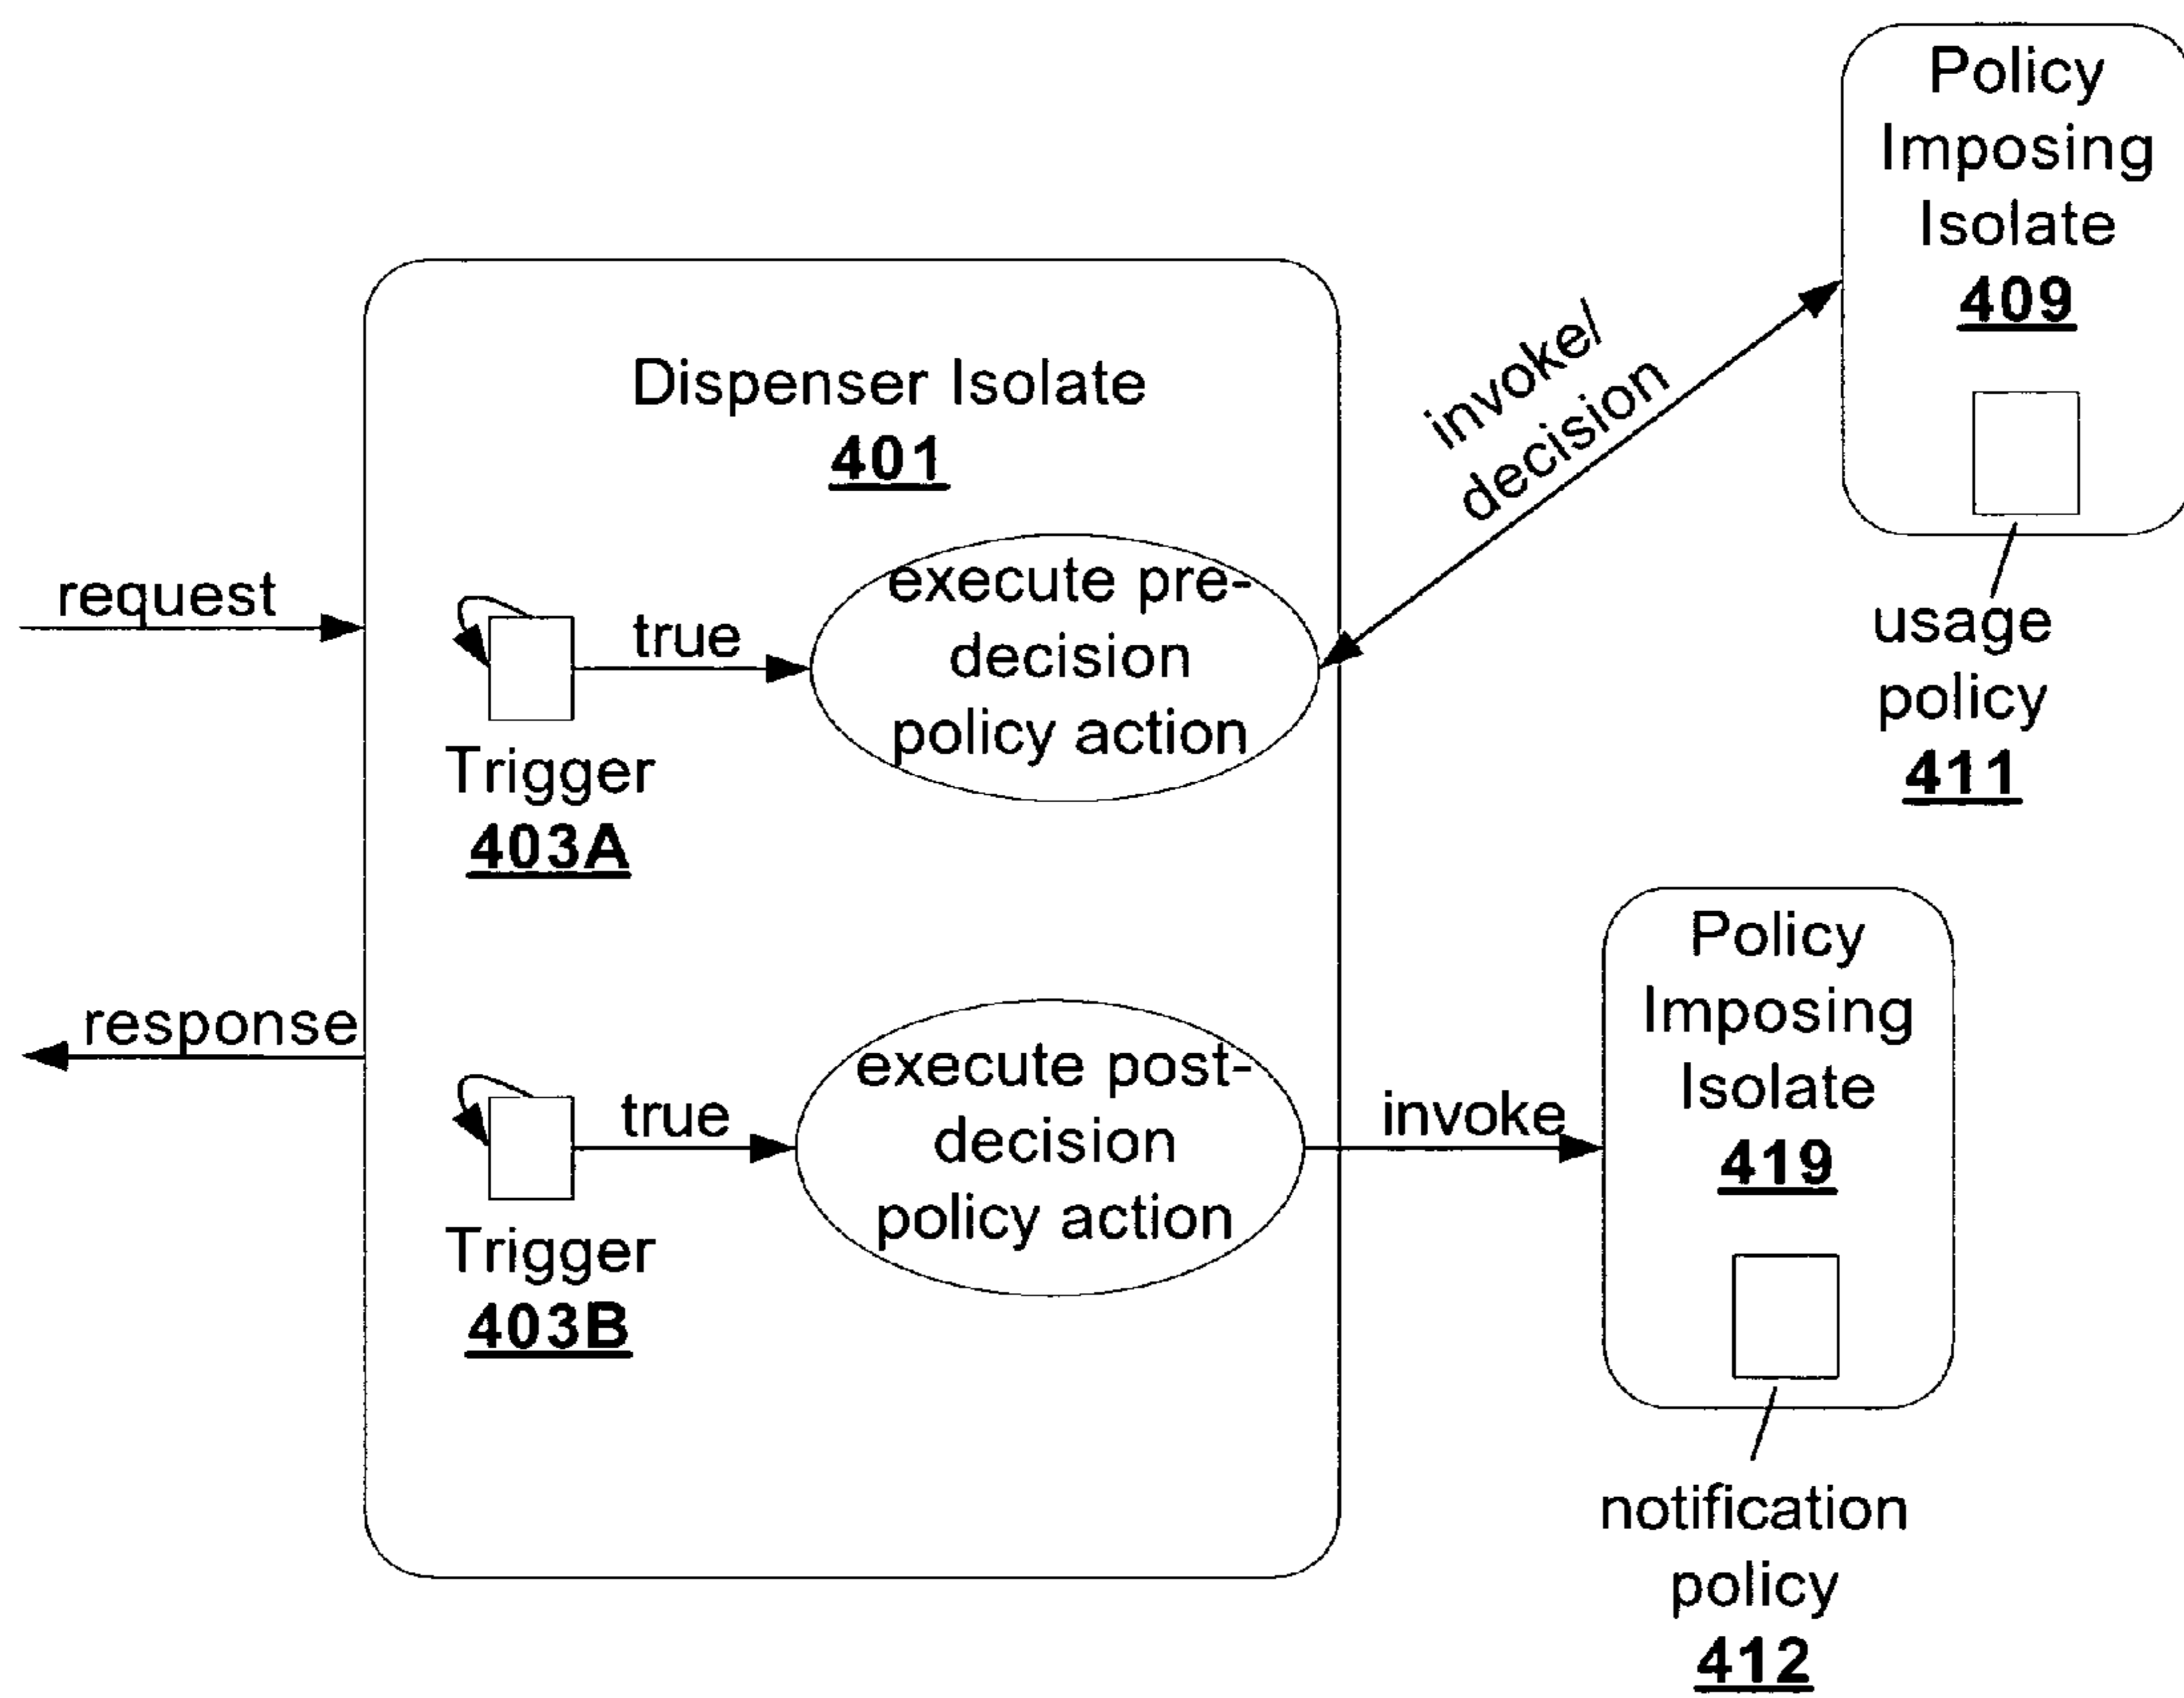 Policy
Imposing
Isolate
409
usage
policy
411
invoke/
decision
Dispenser Isolate
401
request
true
execute pre-
decision
policy action
Trigger
403A
response
true
execute post-
decision
policy action
Trigger
403B
invoke
Policy
Imposing
Isolate
419
notification
policy
412